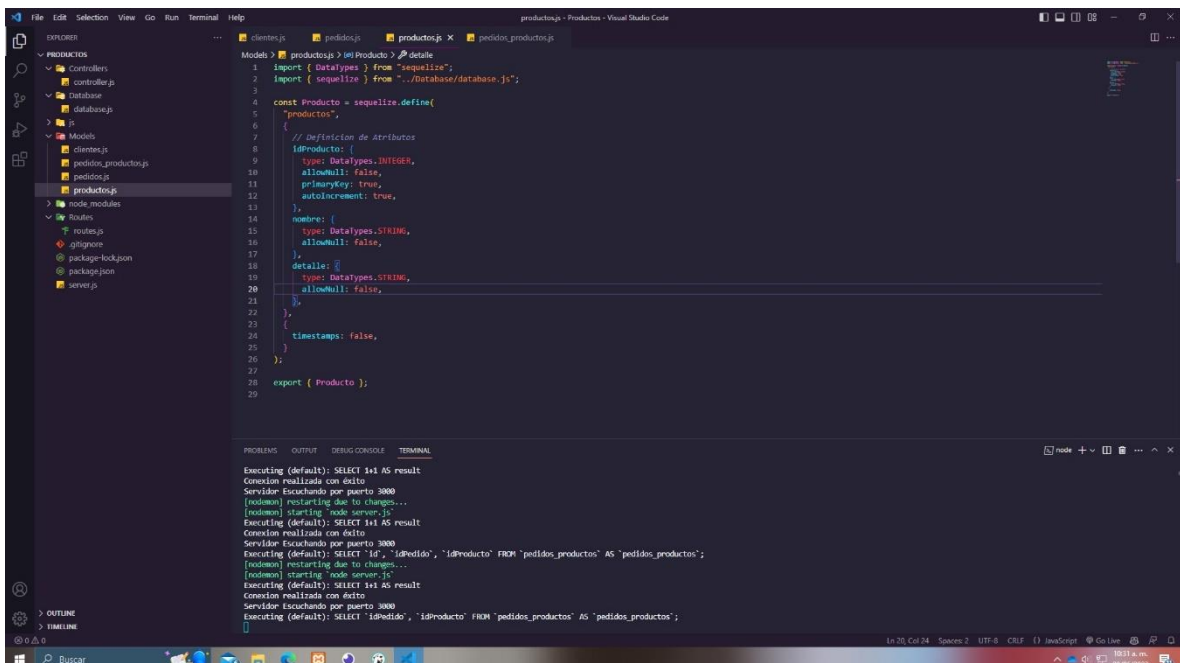 File Edit Selection View Go Run Terminal Help
productos.js - Productos - Visual Studio Code
EXPLORER
PRODUCTOS
Controllers
controller.js
Database
database.js
js
Models
clientes.js
pedidos_productos.js
pedidos.js
productos.js
node_modules
Routes
routes.js
.gitignore
package-lock.json
package.json
server.js
OUTLINE
TIMELINE
clientes.js pedidos.js productos.js pedidos_productos.js
Models > productos.js > Producto > detalle
1 import { DataTypes } from "sequelize";
2 import { sequelize } from "../Database/database.js";
3
4 const Producto = sequelize.define(
5 "productos",
6 {
7 // Definicion de Atributos
8 idProducto: {
9 type: DataTypes.INTEGER,
10 allowNull: false,
11 primaryKey: true,
12 autoIncrement: true,
13 },
14 nombre: {
15 type: DataTypes.STRING,
16 allowNull: false,
17 },
18 detalle: {
19 type: DataTypes.STRING,
20 allowNull: false,
21 },
22 },
23 {
24 timestamps: false,
25 }
26 );
27
28 export { Producto };
29
PROBLEMS OUTPUT DEBUG CONSOLE TERMINAL
node
Executing (default): SELECT 1+1 AS result
Conexion realizada con éxito
Servidor Escuchando por puerto 3000
[nodemon] restarting due to changes...
[nodemon] starting `node server.js`
Executing (default): SELECT 1+1 AS result
Conexion realizada con éxito
Servidor Escuchando por puerto 3000
Executing (default): SELECT `id`, `idPedido`, `idProducto` FROM `pedidos_productos` AS `pedidos_productos`;
[nodemon] restarting due to changes...
[nodemon] starting `node server.js`
Executing (default): SELECT 1+1 AS result
Conexion realizada con éxito
Servidor Escuchando por puerto 3000
Executing (default): SELECT `idPedido`, `idProducto` FROM `pedidos_productos` AS `pedidos_productos`;
0 0
Ln 20, Col 24 Spaces: 2 UTF-8 CRLF {} JavaScript Go Live
Buscar
10:31 a. m.